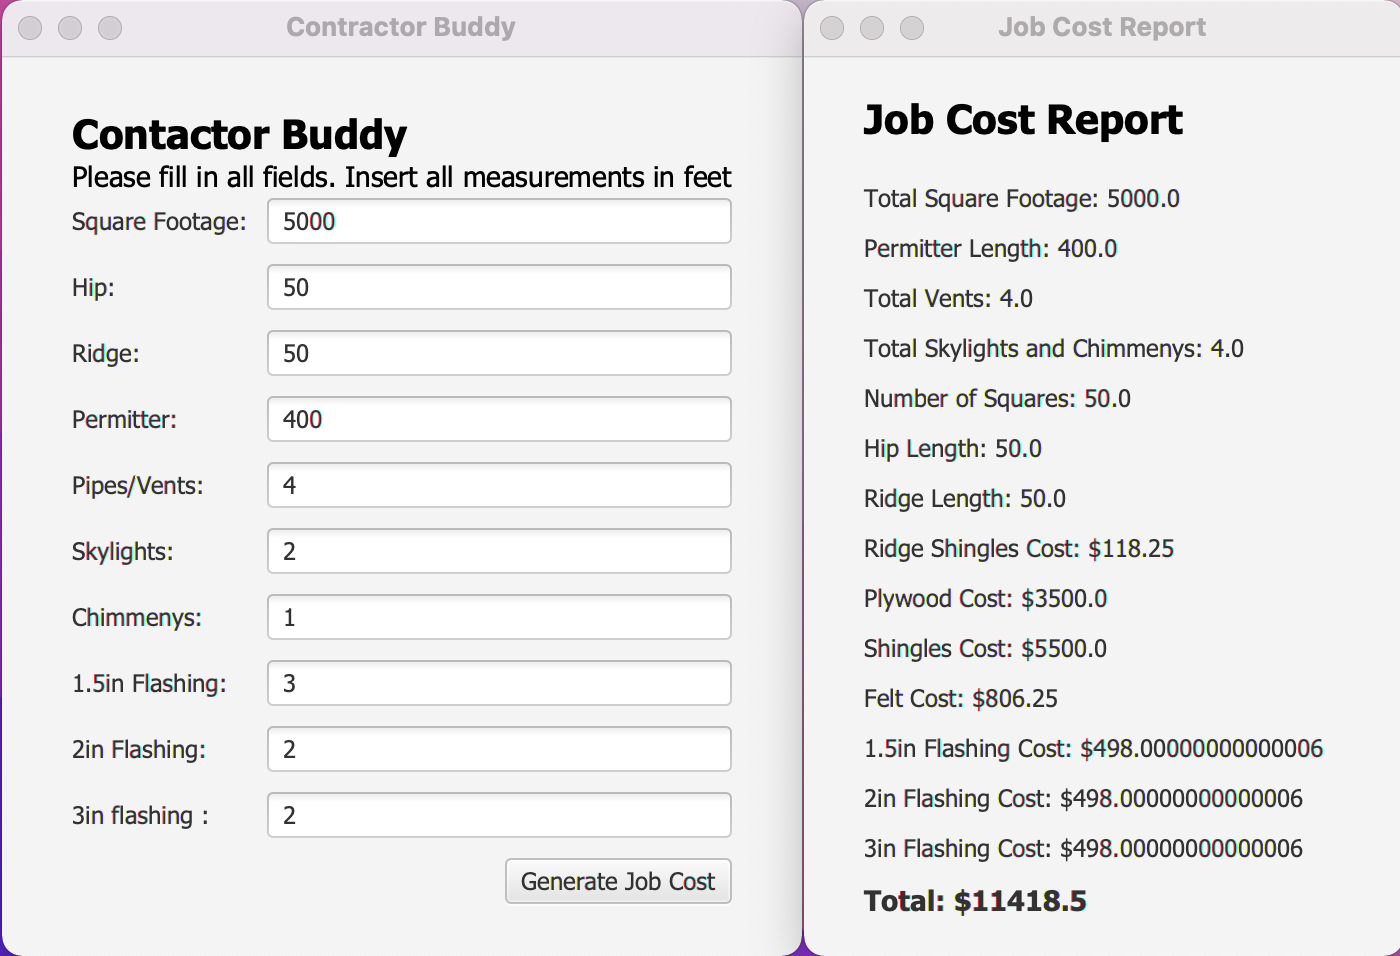 Contractor Buddy
Contactor Buddy
Please fill in all fields. Insert all measurements in feet
Square Footage: 5000
Hip: 50
Ridge: 50
Permitter: 400
Pipes/Vents: 4
Skylights: 2
Chimmenys: 1
1.5in Flashing: 3
2in Flashing: 2
3in flashing : 2
Generate Job Cost
Job Cost Report
Job Cost Report
Total Square Footage: 5000.0
Permitter Length: 400.0
Total Vents: 4.0
Total Skylights and Chimmenys: 4.0
Number of Squares: 50.0
Hip Length: 50.0
Ridge Length: 50.0
Ridge Shingles Cost: $118.25
Plywood Cost: $3500.0
Shingles Cost: $5500.0
Felt Cost: $806.25
1.5in Flashing Cost: $498.00000000000006
2in Flashing Cost: $498.00000000000006
3in Flashing Cost: $498.00000000000006
Total: $11418.5